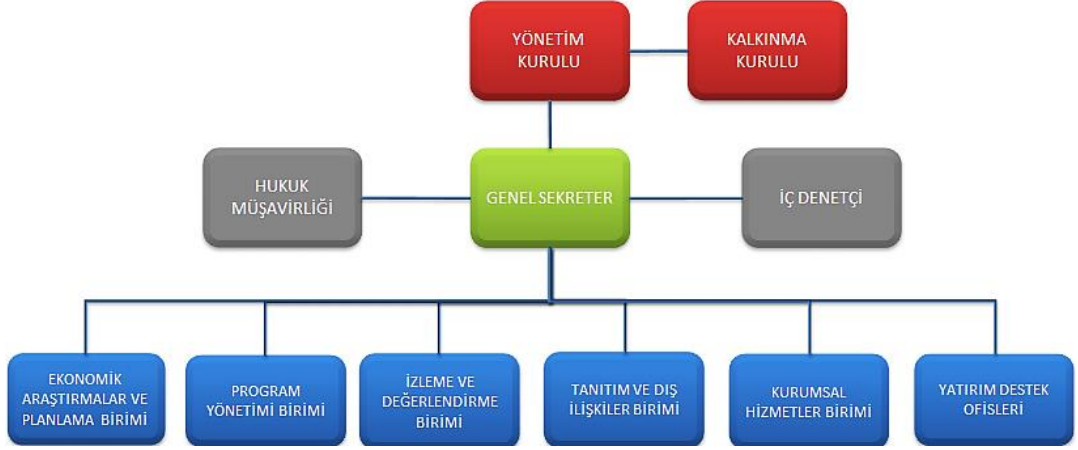 YÖNETİM
KURULU
KALKINMA
KURULU
HUKUK
MÜŞAVİRLİĞİ
GENEL SEKRETER
İÇ DENETÇİ
EKONOMİK
ARAŞTIRMALAR VE
PLANLAMA BİRİMİ
PROGRAM
YÖNETİMİ BİRİMİ
İZLEME VE
DEĞERLENDİRME
BİRİMİ
TANITIM VE DIŞ
İLİŞKİLER BİRİMİ
KURUMSAL
HİZMETLER BİRİMİ
YATIRIM DESTEK
OFİSLERİ